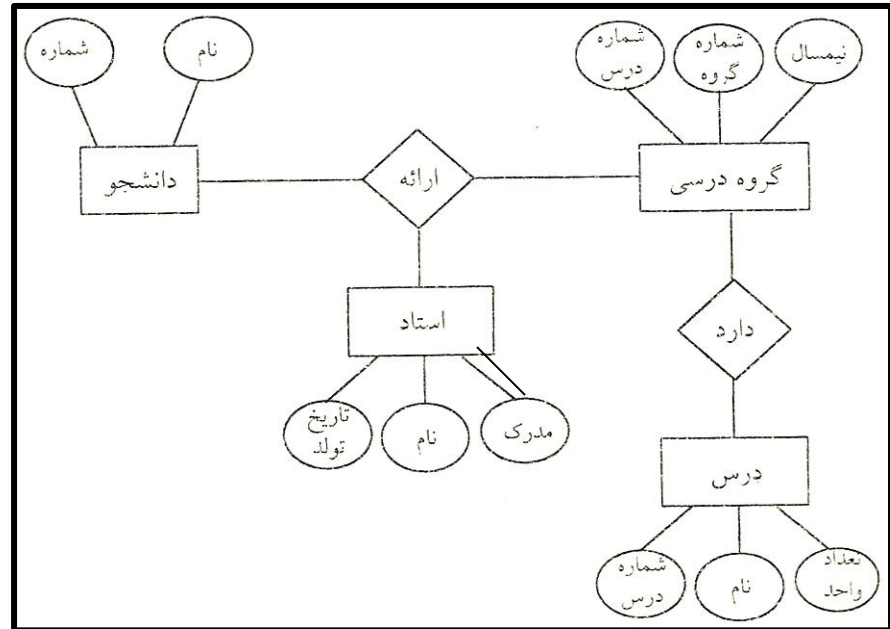 شماره
درس
شماره
گروه
نیمسال
نام
شماره
گروه درسی
ارائه
دانشجو
استاد
دارد
مدرک
نام
تاریخ
تولد
درس
تعداد
واحد
نام
شماره
درس